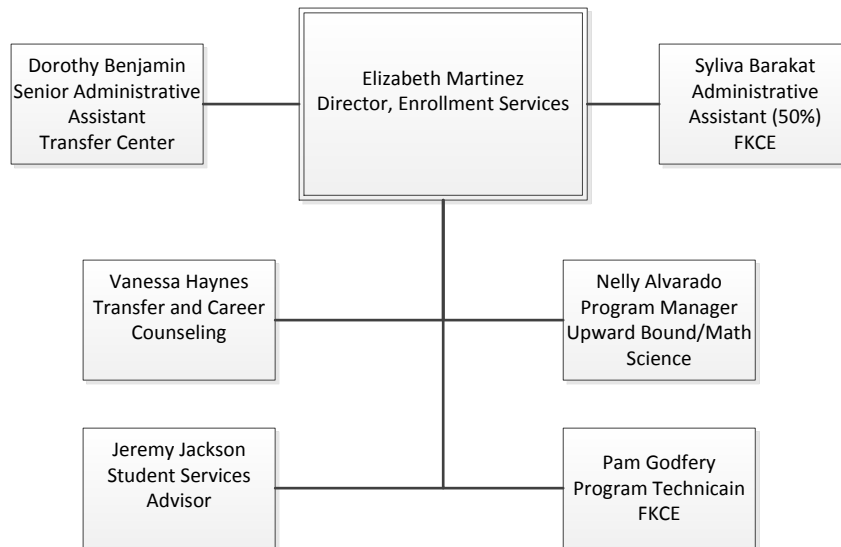 Dorothy Benjamin
Senior Administrative
Assistant
Transfer Center
Elizabeth Martinez
Director, Enrollment Services
Syliva Barakat
Administrative
Assistant (50%)
FKCE
Vanessa Haynes
Transfer and Career
Counseling
Nelly Alvarado
Program Manager
Upward Bound/Math
Science
Jeremy Jackson
Student Services
Advisor
Pam Godfery
Program Technicain
FKCE